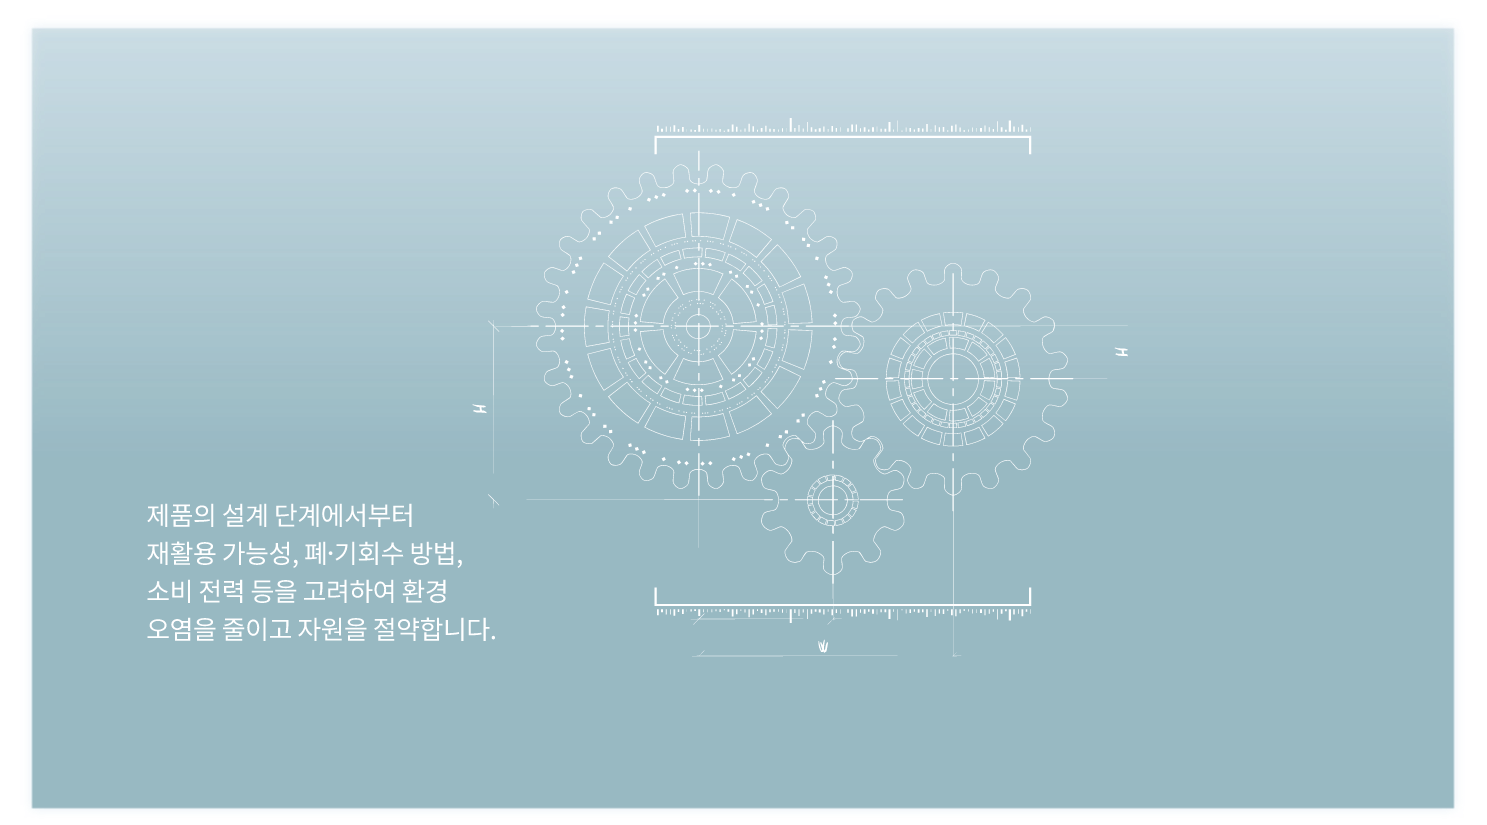 H
H
제품의 설계 단계에서부터
재활용 가능성, 폐·기회수 방법,
소비 전력 등을 고려하여 환경
오염을 줄이고 자원을 절약합니다.
W